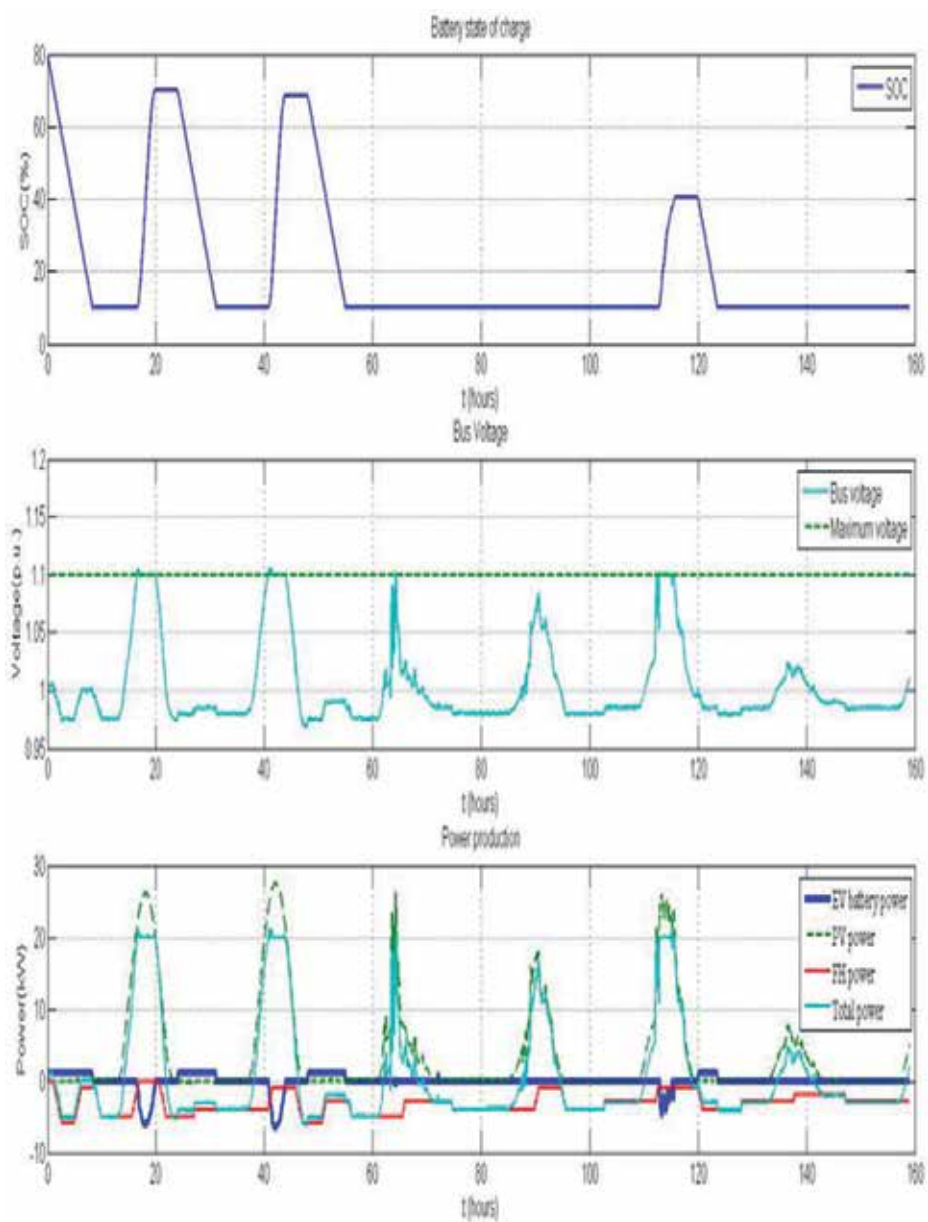 Battery state of charge
80
60
40
20
0
SOC(%)
SOC
0 20 40 60 80 100 120 140 160
t (hours)
Bus Voltage
1.2
1.15
1.1
1.05
1
0.95
Voltage(p.u.)
Bus voltage
Maximum voltage
0 20 40 60 80 100 120 140 160
t (hours)
Power production
30
20
10
0
-10
Power(kW)
EV battery power
PV power
FH power
Total power
0 20 40 60 80 100 120 140 160
t (hours)